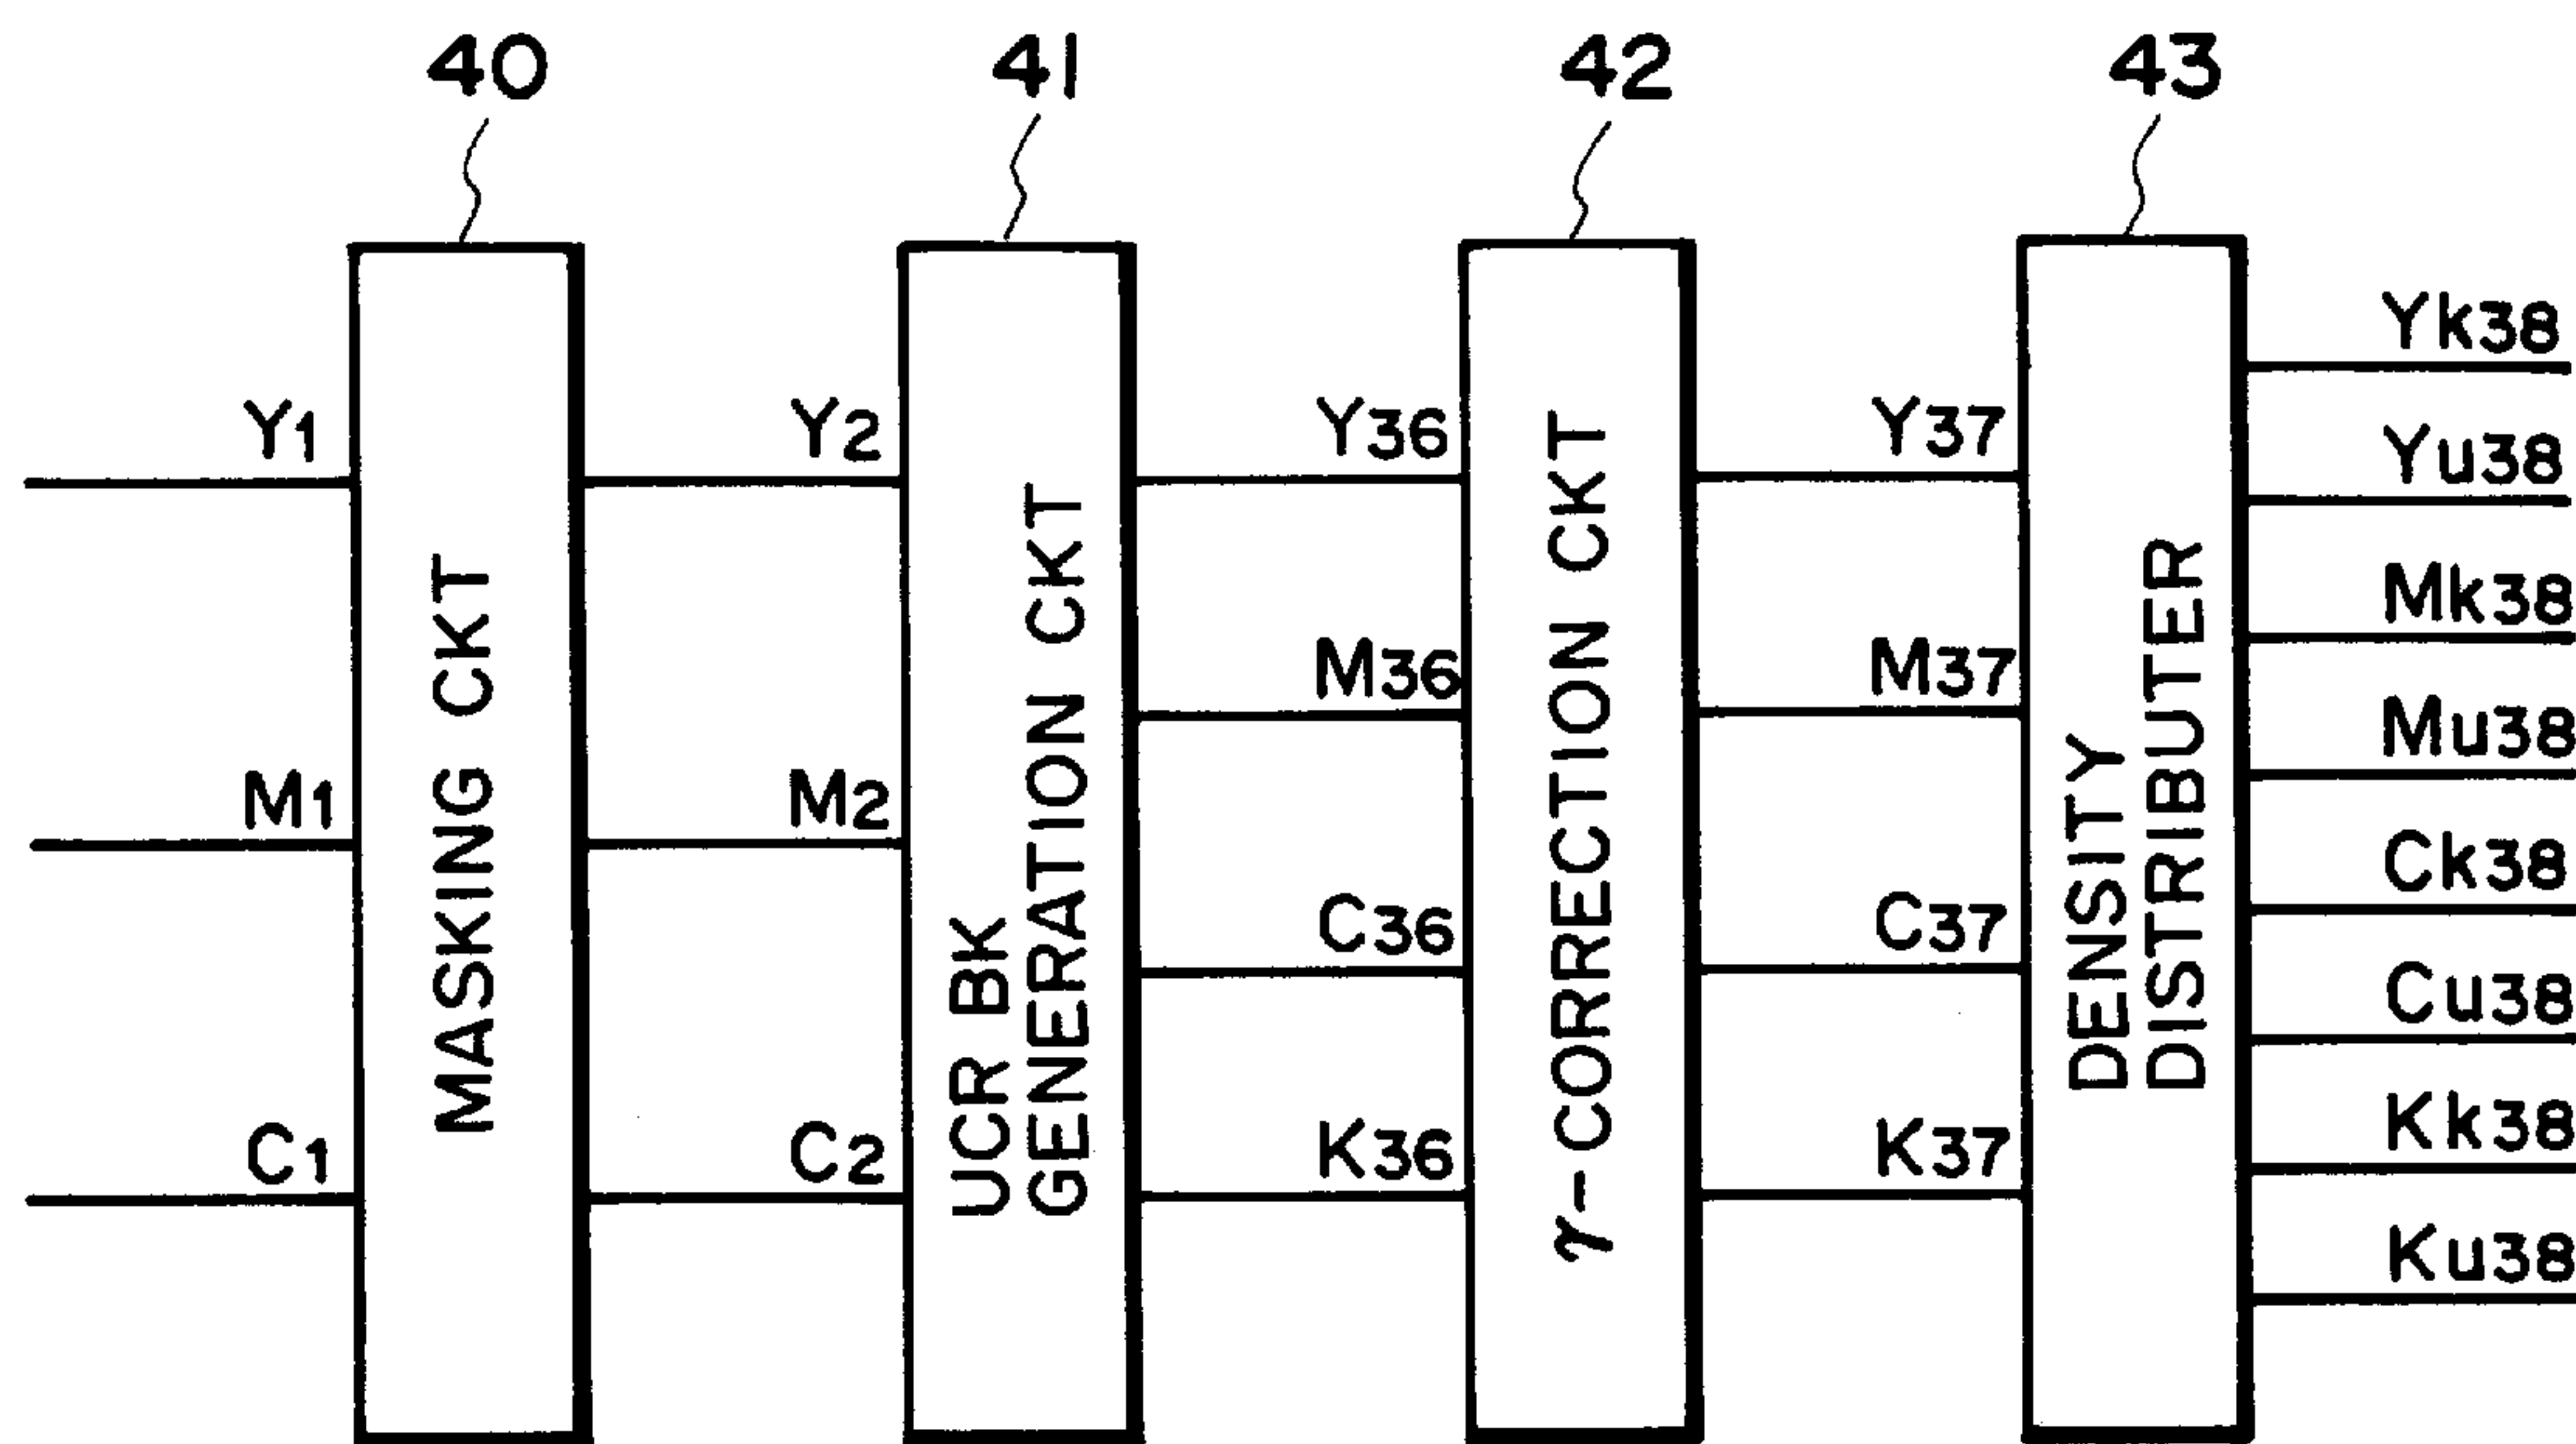 40
41
42
43
Y1
M1
C1
MASKING CKT
Y2
M2
C2
UCR BK
GENERATION CKT
Y36
M36
C36
K36
γ-CORRECTION CKT
Y37
M37
C37
K37
DENSITY
DISTRIBUTER
Yk38
Yu38
Mk38
Mu38
Ck38
Cu38
Kk38
Ku38